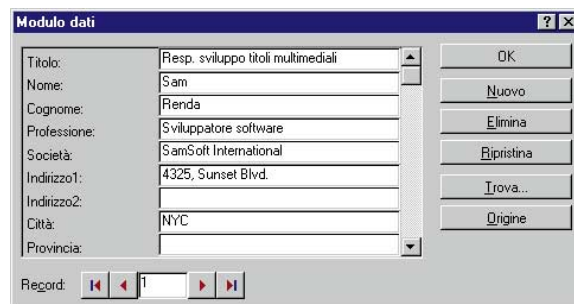 Modulo dati
Titolo: Resp. sviluppo titoli multimediali
Nome: Sam
Cognome: Renda
Professione: Sviluppatore software
Società: SamSoft International
Indirizzo1: 4325, Sunset Blvd.
Indirizzo2:
Città: NYC
Provincia:
OK
Nuovo
Elimina
Ripristina
Trova...
Origine
Record: 1